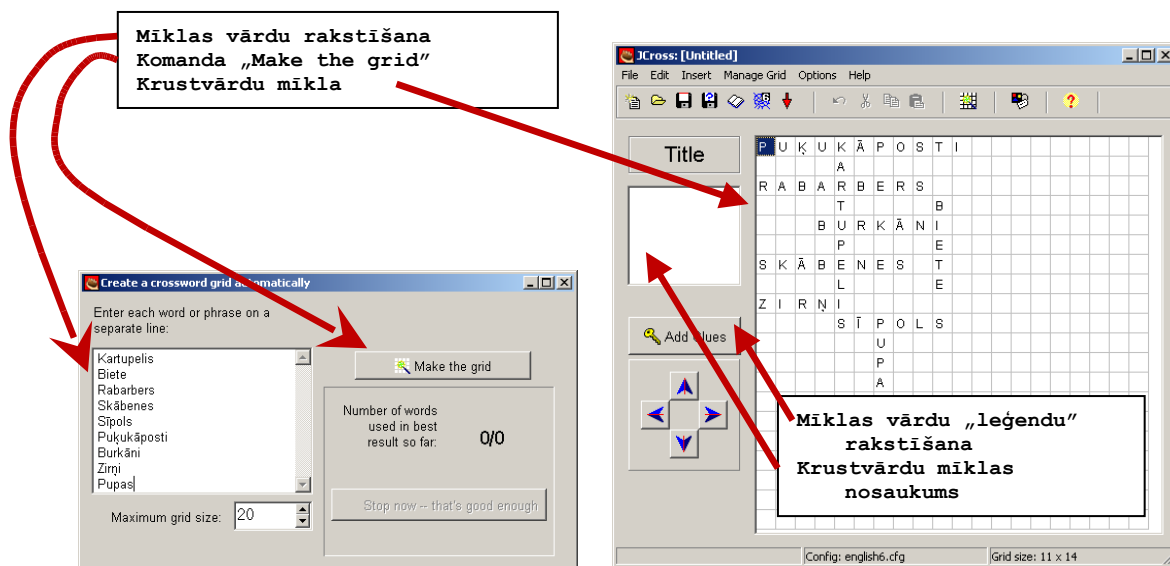 Mīklas vārdu rakstīšana
Komanda „Make the grid”
Krustvārdu mīkla
JCross: [Untitled]
File Edit Insert Manage Grid Options Help
Title
Add Clues
P U Ķ U K Ā P O S T I
A
R A B A R B E R S
T B
B U R K Ā N I
P E
S K Ā B E N E S T
L E
Z I R Ņ I
S Ī P O L S
U
P
A
Mīklas vārdu „leģendu”
rakstīšana
Krustvārdu mīklas
nosaukums
Config: english6.cfg Grid size: 11 x 14
Create a crossword grid automatically
Enter each word or phrase on a
separate line:
Kartupelis
Biete
Rabarbers
Skābenes
Sīpols
Puķukāposti
Burkāni
Zirņi
Pupas
Maximum grid size: 20
Make the grid
Number of words
used in best
result so far: 0/0
Stop now -- that's good enough